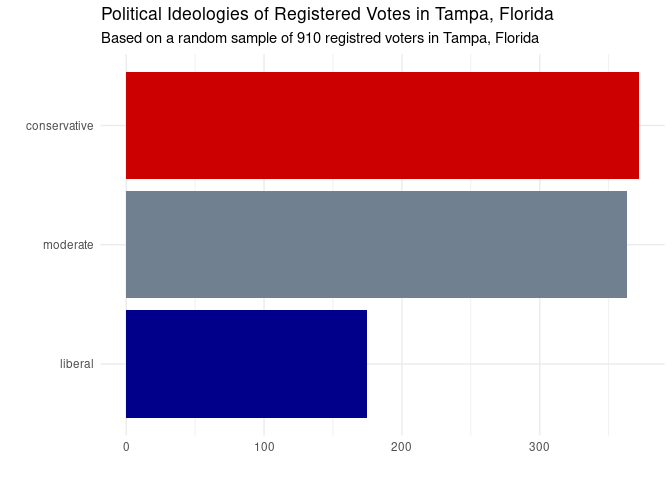 Political Ideologies of Registered Votes in Tampa, Florida
Based on a random sample of 910 registred voters in Tampa, Florida
conservative
moderate
liberal
0 100 200 300